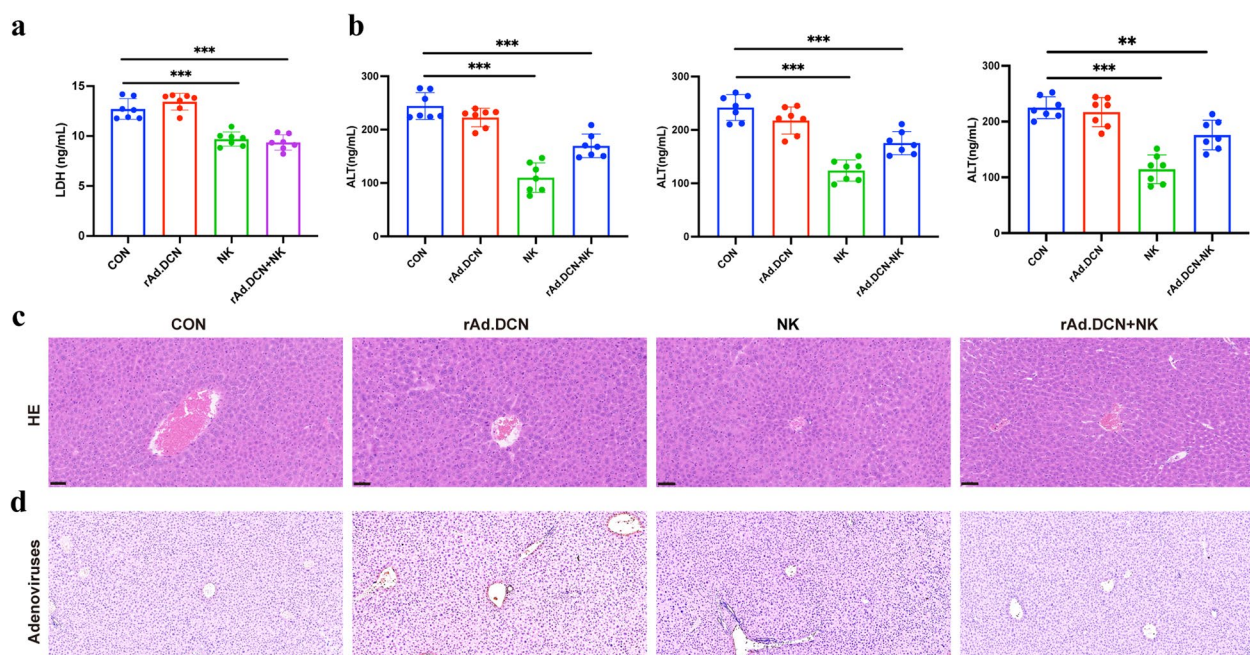 a
LDH (ng/mL)
15
10
5
0
***
***
CON
rAd.DCN
NK
rAd.DCN+NK
b
ALT(ng/mL)
300
200
100
0
***
***
CON
rAd.DCN
NK
rAd.DCN-NK
ALT(ng/mL)
300
200
100
0
***
***
CON
rAd.DCN
NK
rAd.DCN-NK
ALT(ng/mL)
300
200
100
0
**
***
CON
rAd.DCN
NK
rAd.DCN-NK
c
CON
rAd.DCN
NK
rAd.DCN+NK
HE
d
Adenoviruses